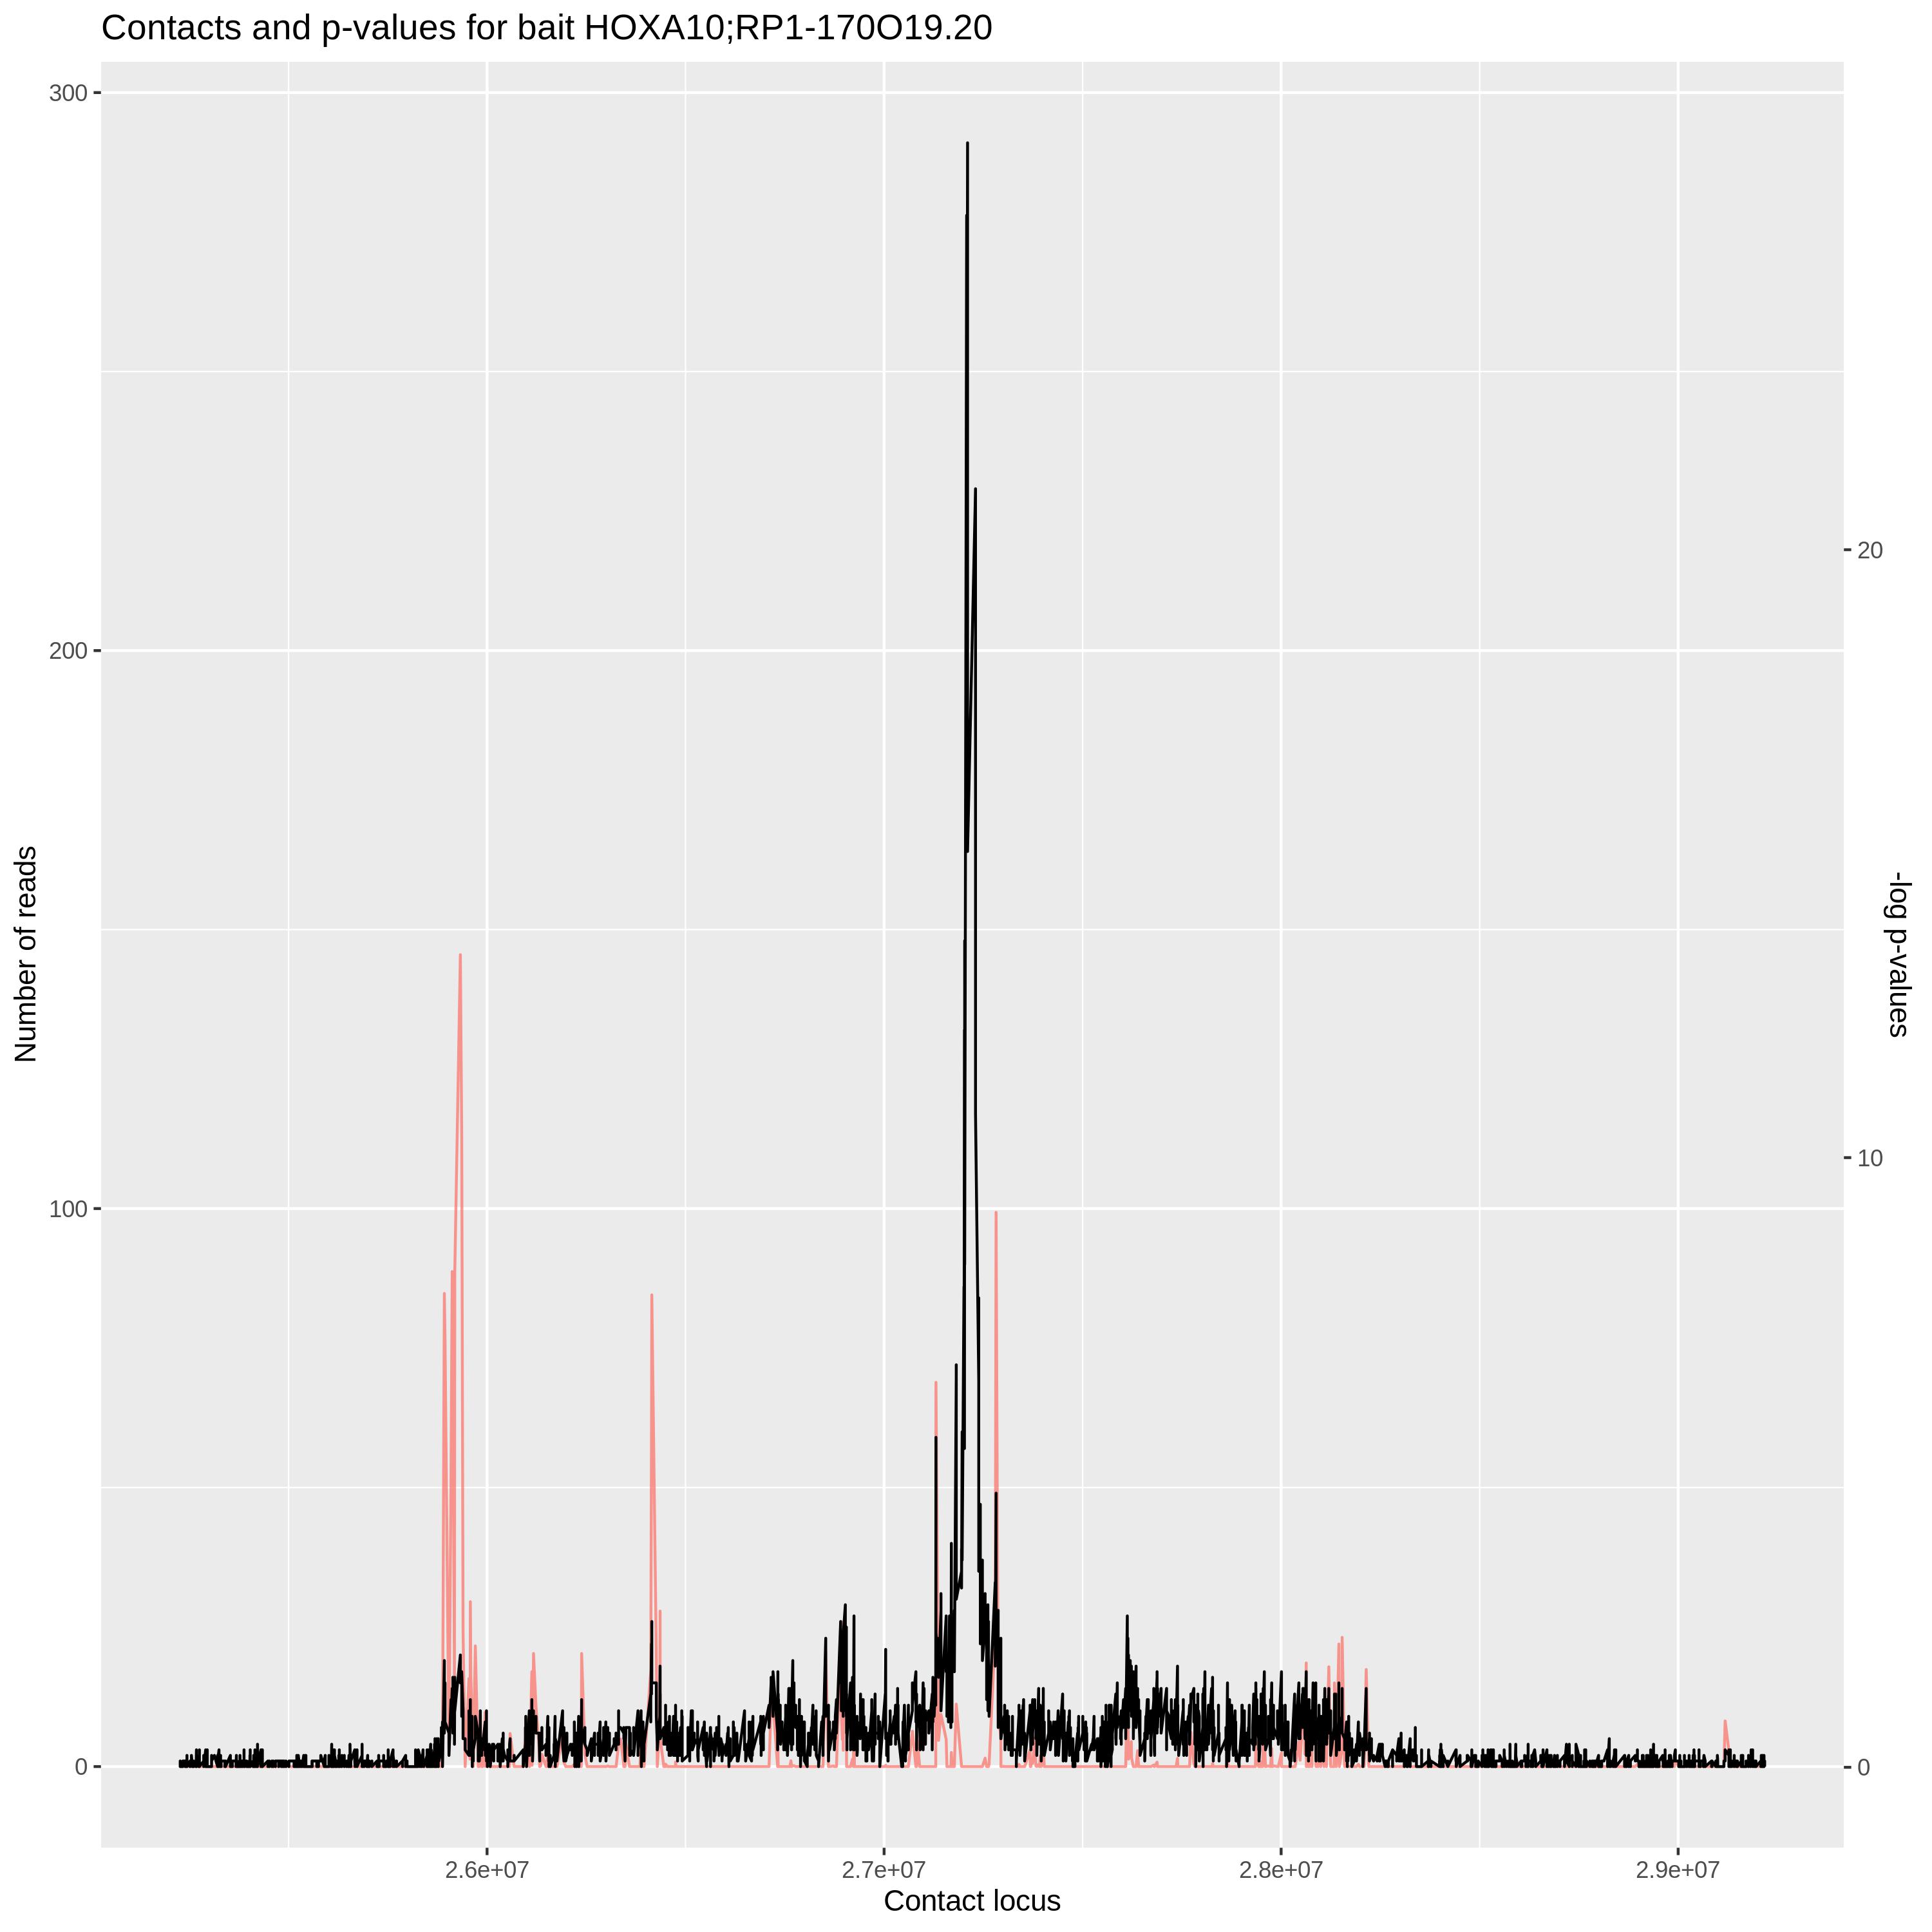 Contacts and p-values for bait HOXA10;RP1-170O19.20
300
200
100
0
Number of reads
20
10
0
-log p-values
2.6e+07 2.7e+07 2.8e+07 2.9e+07
Contact locus